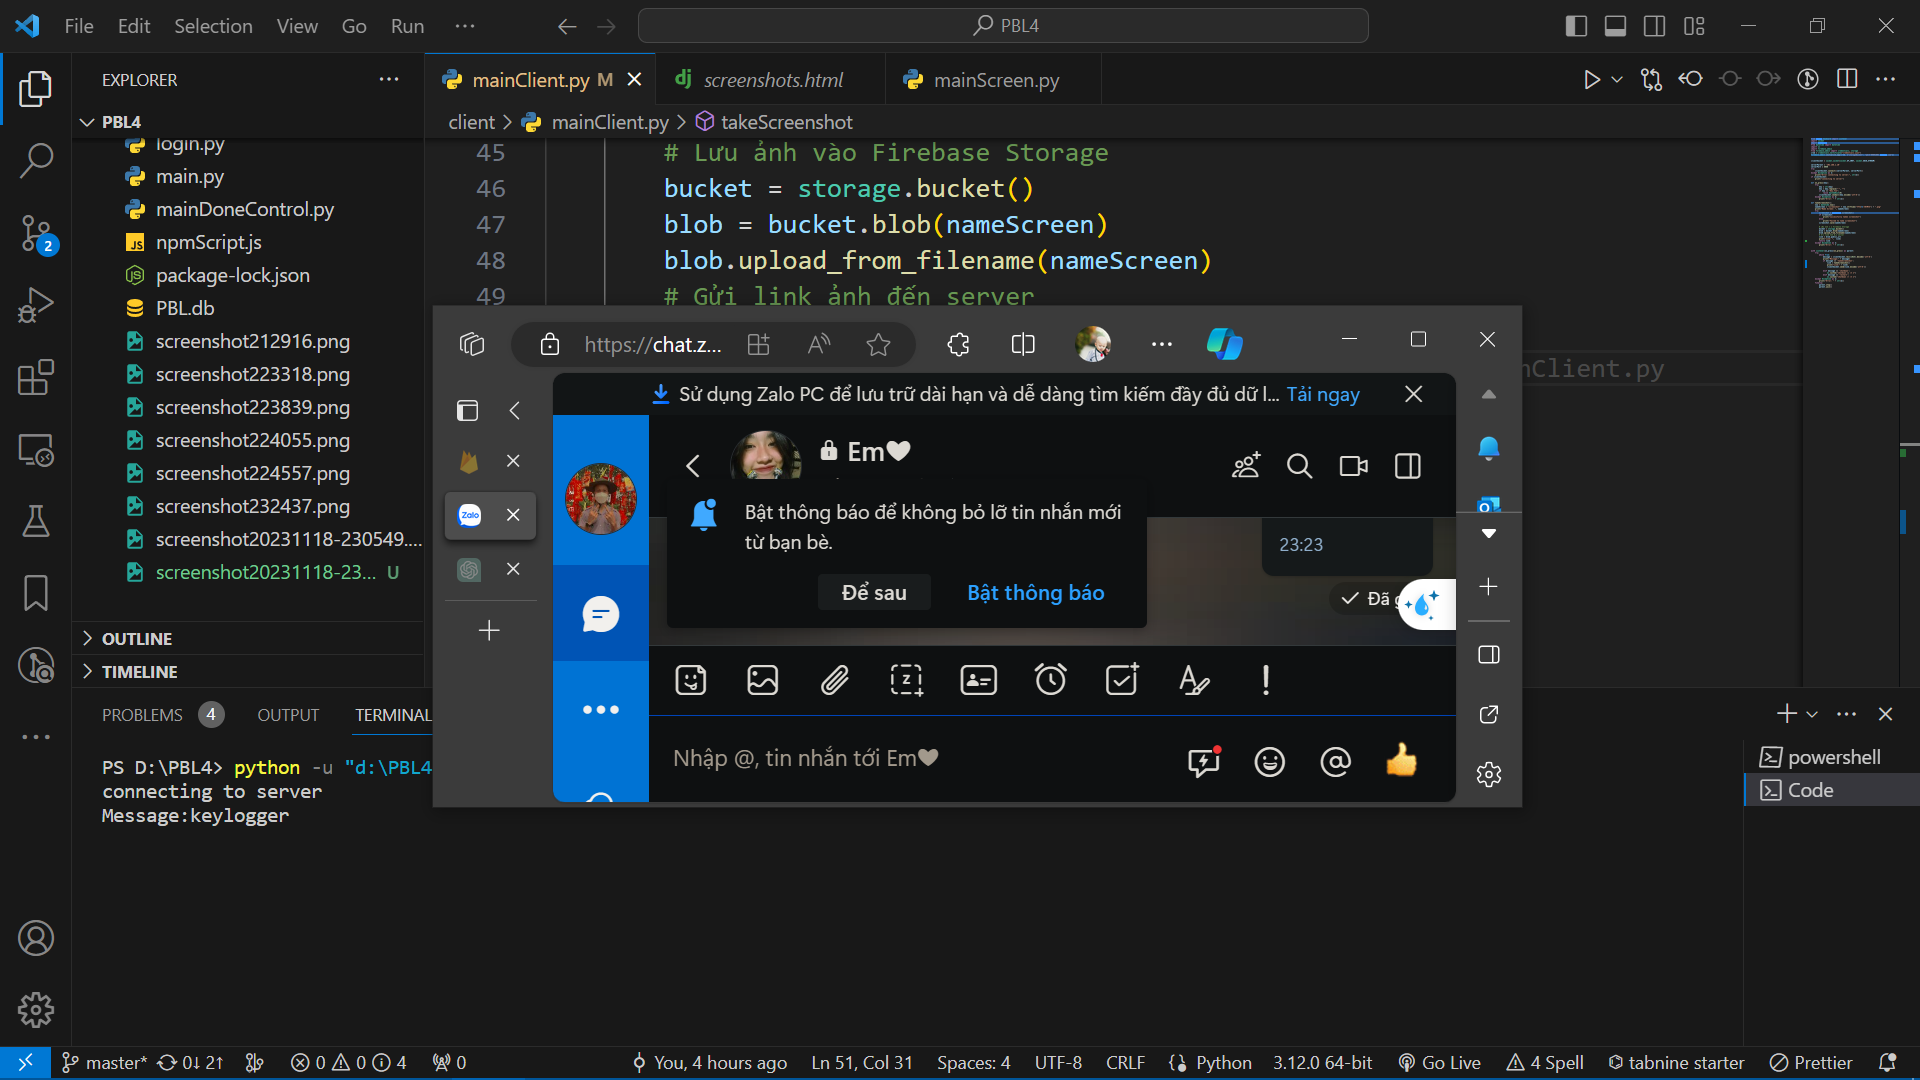 File Edit Selection View Go Run ···
PBL4
EXPLORER
PBL4
login.py
main.py
mainDoneControl.py
npmScript.js
package-lock.json
PBL.db
screenshot212916.png
screenshot223318.png
screenshot223839.png
screenshot224055.png
screenshot224557.png
screenshot232437.png
screenshot20231118-230549....
screenshot20231118-23... U
OUTLINE
TIMELINE
mainClient.py M
screenshots.html
mainScreen.py
client > mainClient.py > takeScreenshot
45 # Lưu ảnh vào Firebase Storage
46 bucket = storage.bucket()
47 blob = bucket.blob(nameScreen)
48 blob.upload_from_filename(nameScreen)
49 # Gửi link ảnh đến server
Client.py
https://chat.z...
Sử dụng Zalo PC để lưu trữ dài hạn và dễ dàng tìm kiếm đầy đủ dữ l... Tải ngay
Zalo
Em🤍
Bật thông báo để không bỏ lỡ tin nhắn mới
từ bạn bè.
Để sau
Bật thông báo
23:23
Đã
Nhập @, tin nhắn tới Em🤍
PROBLEMS 4 OUTPUT TERMINAL
PS D:\PBL4> python -u "d:\PBL4
connecting to server
Message:keylogger
powershell
Code
2
master* 0↓ 2↑ 0 0 4 0
You, 4 hours ago Ln 51, Col 31 Spaces: 4 UTF-8 CRLF Python 3.12.0 64-bit Go Live 4 Spell tabnine starter Prettier